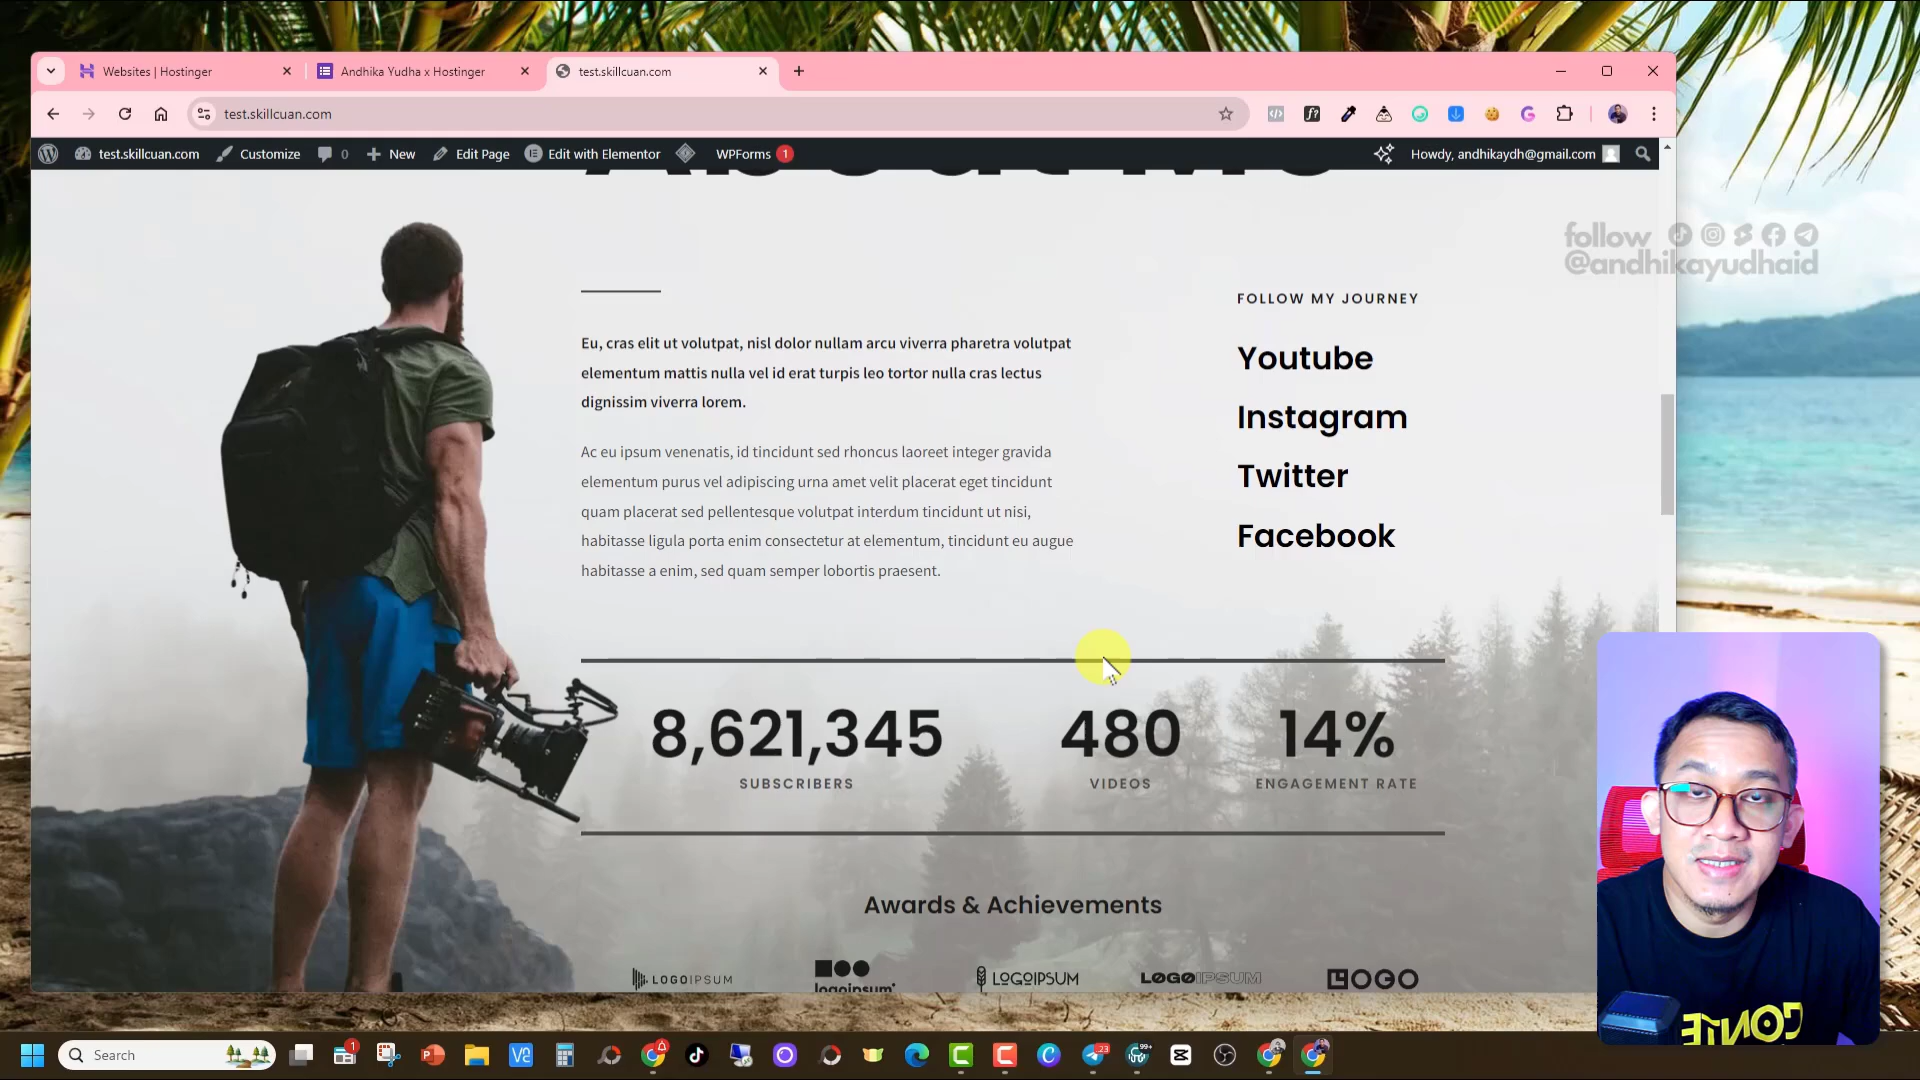 Websites | Hostinger
Andhika Yudha x Hostinger
test.skillcuan.com
test.skillcuan.com
test.skillcuan.com
Customize
0
New
Edit Page
Edit with Elementor
WPForms 1
Howdy, andhikaydh@gmail.com
follow
@andhikayudhaid
FOLLOW MY JOURNEY
Eu, cras elit ut volutpat, nisl dolor nullam arcu viverra pharetra volutpat
elementum mattis nulla vel id erat turpis leo tortor nulla cras lectus
dignissim viverra lorem.
Ac eu ipsum venenatis, id tincidunt sed rhoncus laoreet integer gravida
elementum purus vel adipiscing urna amet velit placerat eget tincidunt
quam placerat sed pellentesque volutpat interdum tincidunt ut nisi,
habitasse ligula porta enim consectetur at elementum, tincidunt eu augue
habitasse a enim, sed quam semper lobortis praesent.
Youtube
Instagram
Twitter
Facebook
8,621,345
SUBSCRIBERS
480
VIDEOS
14%
ENGAGEMENT RATE
Awards & Achievements
LOGOIPSUM
logoipsum
LOGOIPSUM
LOGOIPSUM
LOGO
Search